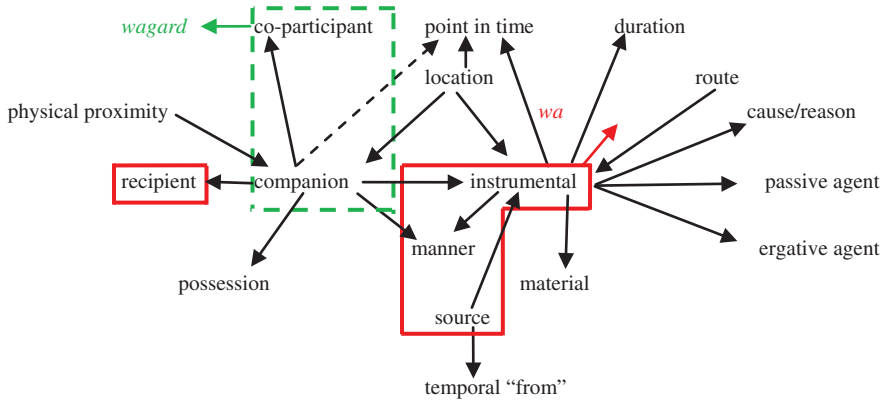 wagard
co-participant
point in time
duration
location
route
physical proximity
wa
cause/reason
recipient
companion
instrumental
passive agent
manner
ergative agent
possession
material
source
temporal “from”